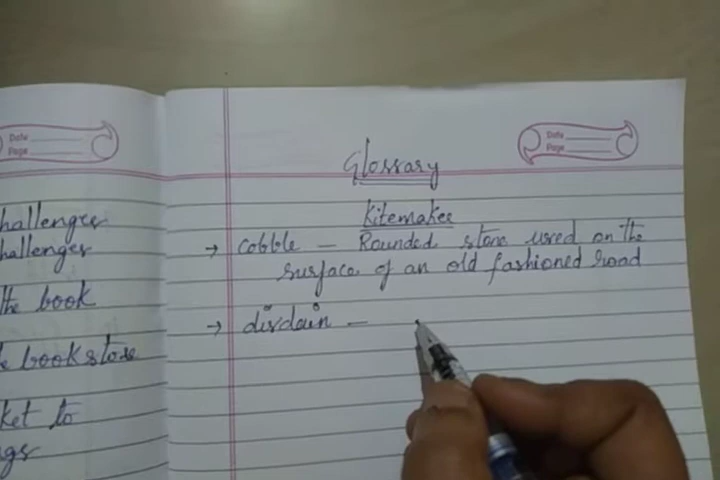 Date
Page
hallenger
hallenger
the book
bookstore
ket to
ngs
Date
Page
Glossary
Kitemaker
→ cobble – Rounded stone used on the
surface of an old fashioned road
→ disdain –